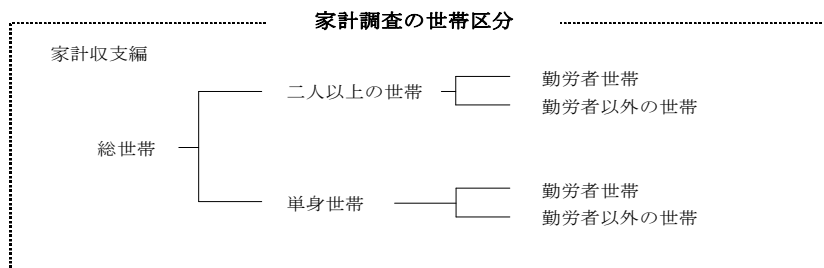 家計調査の世帯区分
家計収支編
総世帯
二人以上の世帯
勤労者世帯
勤労者以外の世帯
単身世帯
勤労者世帯
勤労者以外の世帯